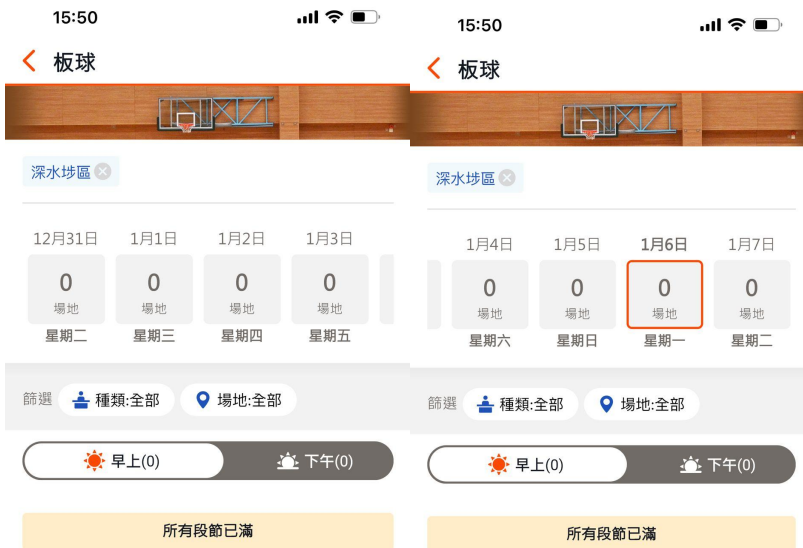 15:50
板球
深水埗區
12月31日 1月1日 1月2日 1月3日
0 0 0 0
場地 場地 場地 場地
星期二 星期三 星期四 星期五
篩選 種類:全部 場地:全部
早上(0) 下午(0)
所有段節已滿
15:50
板球
深水埗區
1月4日 1月5日 1月6日 1月7日
0 0 0 0
場地 場地 場地 場地
星期六 星期日 星期一 星期二
篩選 種類:全部 場地:全部
早上(0) 下午(0)
所有段節已滿